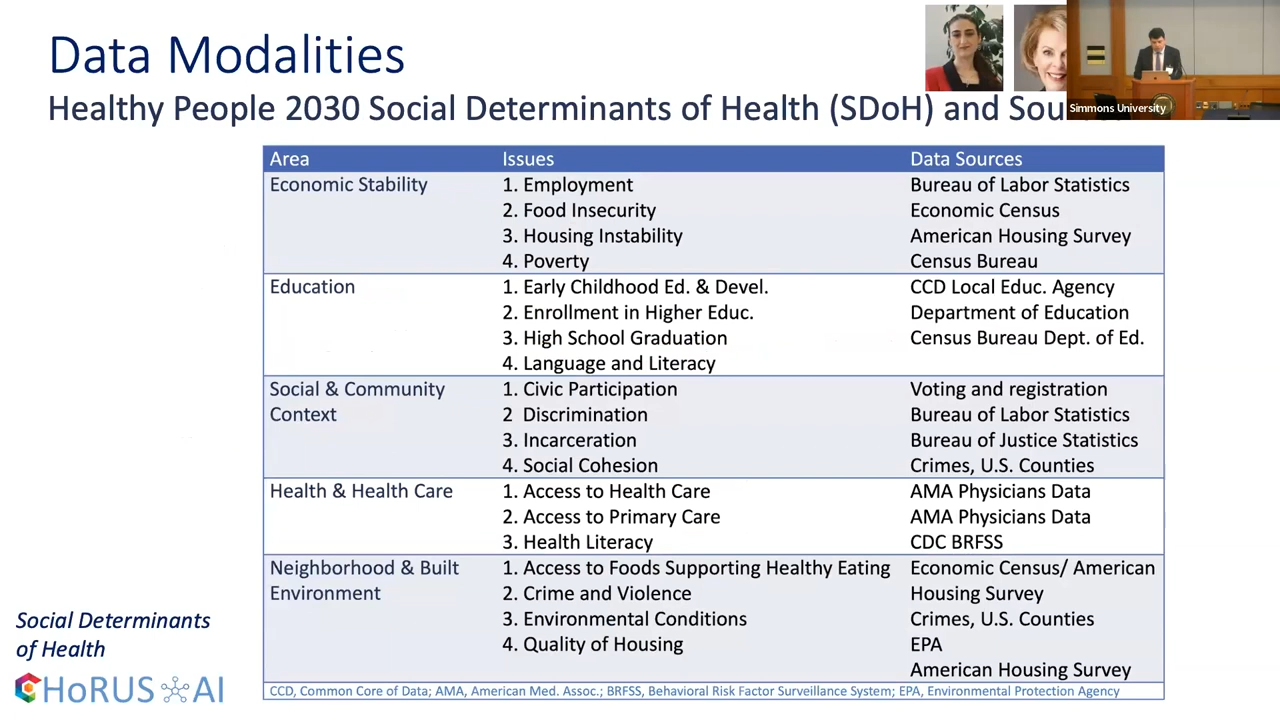 Data Modalities
Healthy People 2030 Social Determinants of Health (SDoH) and Sou
Simmons University
Area Issues Data Sources
Economic Stability 1. Employment Bureau of Labor Statistics
2. Food Insecurity Economic Census
3. Housing Instability American Housing Survey
4. Poverty Census Bureau
Education 1. Early Childhood Ed. & Devel. CCD Local Educ. Agency
2. Enrollment in Higher Educ. Department of Education
3. High School Graduation Census Bureau Dept. of Ed.
4. Language and Literacy
Social & Community 1. Civic Participation Voting and registration
Context 2 Discrimination Bureau of Labor Statistics
3. Incarceration Bureau of Justice Statistics
4. Social Cohesion Crimes, U.S. Counties
Health & Health Care 1. Access to Health Care AMA Physicians Data
2. Access to Primary Care AMA Physicians Data
3. Health Literacy CDC BRFSS
Neighborhood & Built 1. Access to Foods Supporting Healthy Eating Economic Census/ American
Environment 2. Crime and Violence Housing Survey
3. Environmental Conditions Crimes, U.S. Counties
4. Quality of Housing EPA
American Housing Survey
CCD, Common Core of Data; AMA, American Med. Assoc.; BRFSS, Behavioral Risk Factor Surveillance System; EPA, Environmental Protection Agency
Social Determinants
of Health
CHoRUS AI